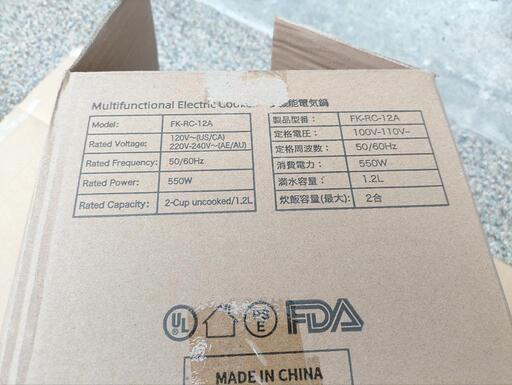 Multifunctional Electric Cooker
Model: FK-RC-12A
Rated Voltage: 120V~(US/CA) 220V-240V~(AE/AU)
Rated Frequency: 50/60Hz
Rated Power: 550W
Rated Capacity: 2-Cup uncooked/1.2L
機能電気鍋
製品型番： FK-RC-12A
定格電圧： 100V-110V~
定格周波数： 50/60Hz
消費電力： 550W
満水容量： 1.2L
炊飯容量(最大): 2合
UL PS E FDA
MADE IN CHINA